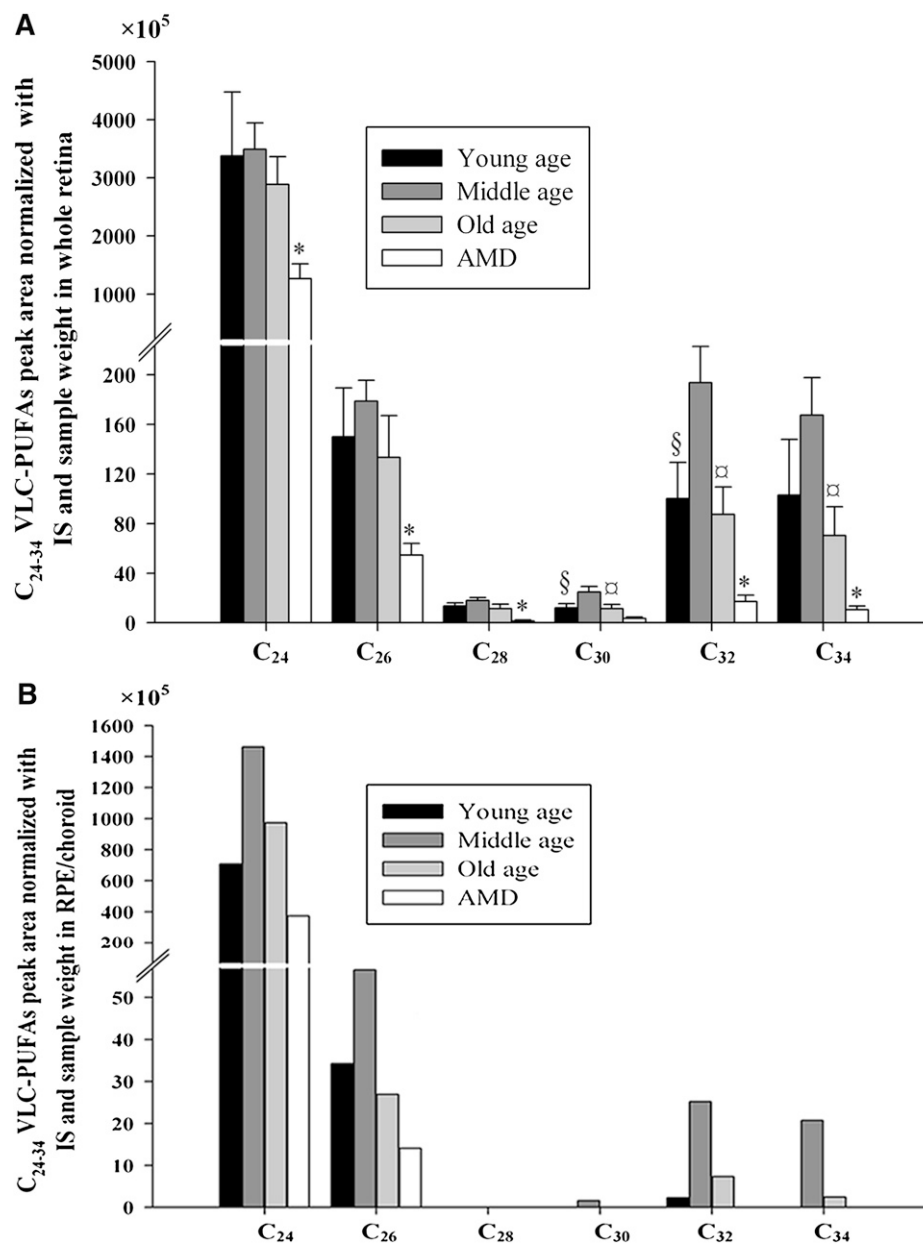 A
×10⁵
C₂₄₋₃₄ VLC-PUFAs peak area normalized with
IS and sample weight in whole retina
5000
4000
3000
2000
1000
200
160
120
80
40
0
Young age
Middle age
Old age
AMD
*
*
*
§ ¤
§ ¤ *
¤ *
C₂₄ C₂₆ C₂₈ C₃₀ C₃₂ C₃₄
B
×10⁵
C₂₄₋₃₄ VLC-PUFAs peak area normalized with
IS and sample weight in RPE/choroid
1600
1400
1200
1000
800
600
400
200
50
40
30
20
10
0
Young age
Middle age
Old age
AMD
C₂₄ C₂₆ C₂₈ C₃₀ C₃₂ C₃₄